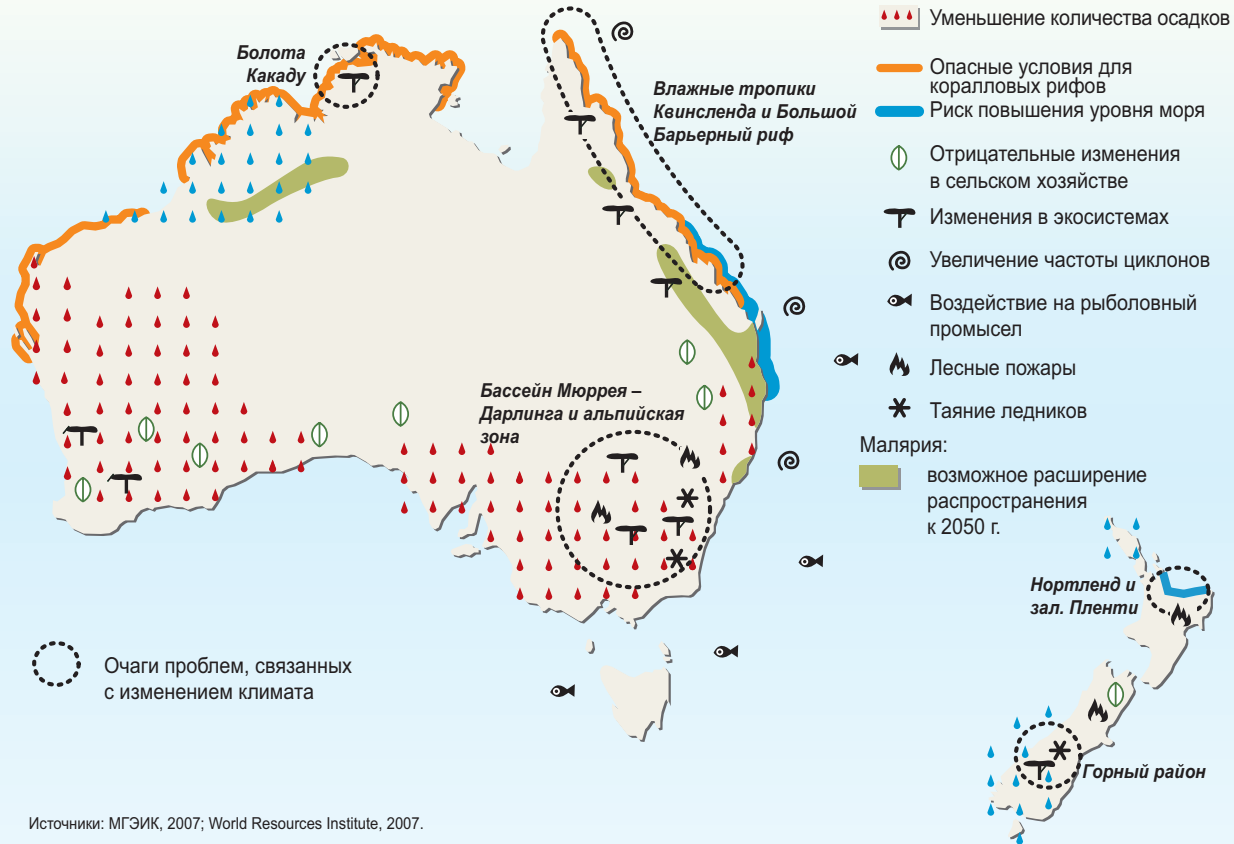 Болота
Какаду
Влажные тропики
Квинсленда и Большой
Барьерный риф
Бассейн Мюррея –
Дарлинга и альпийская
зона
Уменьшение количества осадков
Опасные условия для
коралловых рифов
Риск повышения уровня моря
Отрицательные изменения
в сельском хозяйстве
Изменения в экосистемах
Увеличение частоты циклонов
Воздействие на рыболовный
промысел
Лесные пожары
Таяние ледников
Малярия:
возможное расширение
распространения
к 2050 г.
Нортленд и
зал. Пленти
Горный район
Очаги проблем, связанных
с изменением климата
Источники: МГЭИК, 2007; World Resources Institute, 2007.